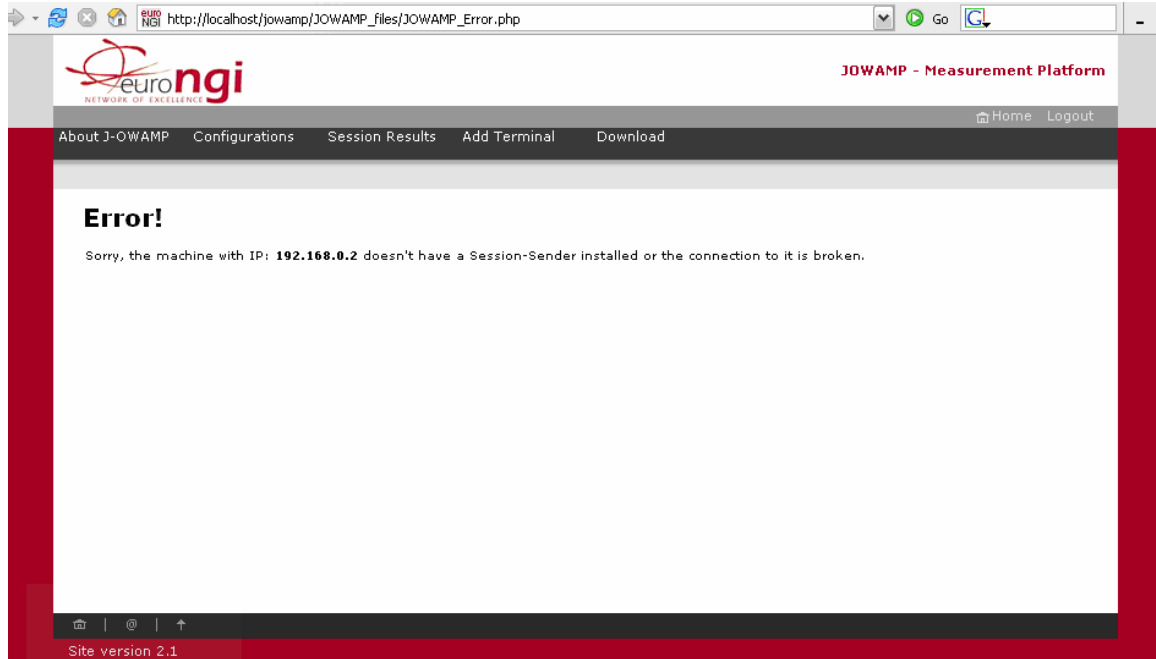 euro NGI http://localhost/jowamp/JOWAMP_files/JOWAMP_Error.php Go G
eurongi
NETWORK OF EXCELLENCE
JOWAMP - Measurement Platform
Home Logout
About J-OWAMP Configurations Session Results Add Terminal Download
Error!
Sorry, the machine with IP: 192.168.0.2 doesn't have a Session-Sender installed or the connection to it is broken.
| @ |
Site version 2.1